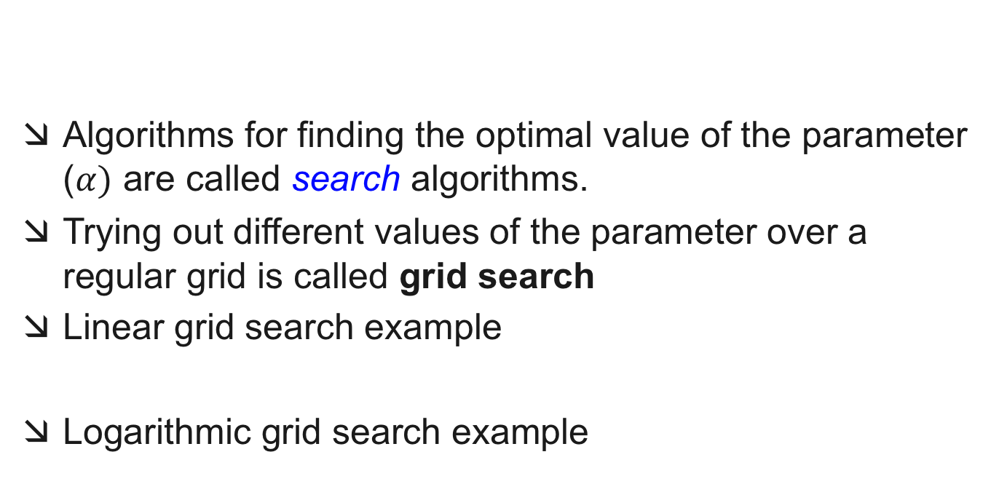 ↘ Algorithms for finding the optimal value of the parameter
(𝛼) are called search algorithms.
↘ Trying out different values of the parameter over a
regular grid is called grid search
↘ Linear grid search example
↘ Logarithmic grid search example